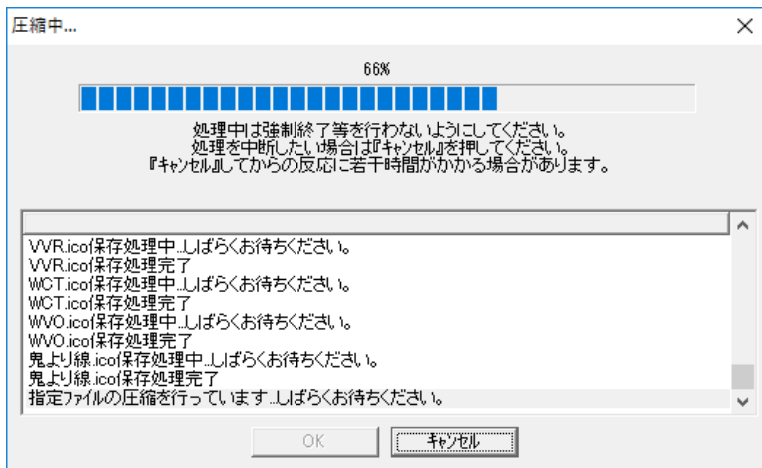 圧縮中...
66%
処理中は強制終了等を行わないようにしてください。
処理を中断したい場合は『キャンセル』を押してください。
『キャンセル』してからの反応に若干時間がかかる場合があります。
VVR.ico保存処理中...しばらくお待ちください。
VVR.ico保存処理完了
WCT.ico保存処理中...しばらくお待ちください。
WCT.ico保存処理完了
WVO.ico保存処理中...しばらくお待ちください。
WVO.ico保存処理完了
鬼より線.ico保存処理中...しばらくお待ちください。
鬼より線.ico保存処理完了
指定ファイルの圧縮を行っています...しばらくお待ちください。
OK
キャンセル